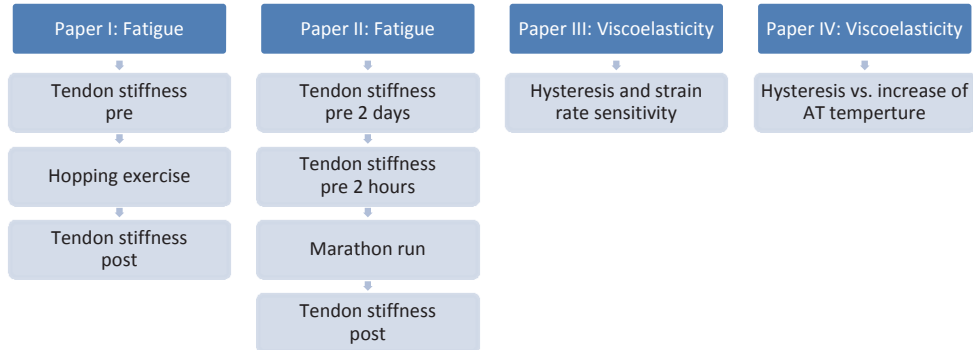 Paper I: Fatigue
Tendon stiffness
pre
Hopping exercise
Tendon stiffness
post
Paper II: Fatigue
Tendon stiffness
pre 2 days
Tendon stiffness
pre 2 hours
Marathon run
Tendon stiffness
post
Paper III: Viscoelasticity
Hysteresis and strain
rate sensitivity
Paper IV: Viscoelasticity
Hysteresis vs. increase of
AT temperture